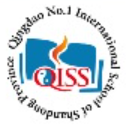 Qingdao No.1 International School of Shandong Province
QISS